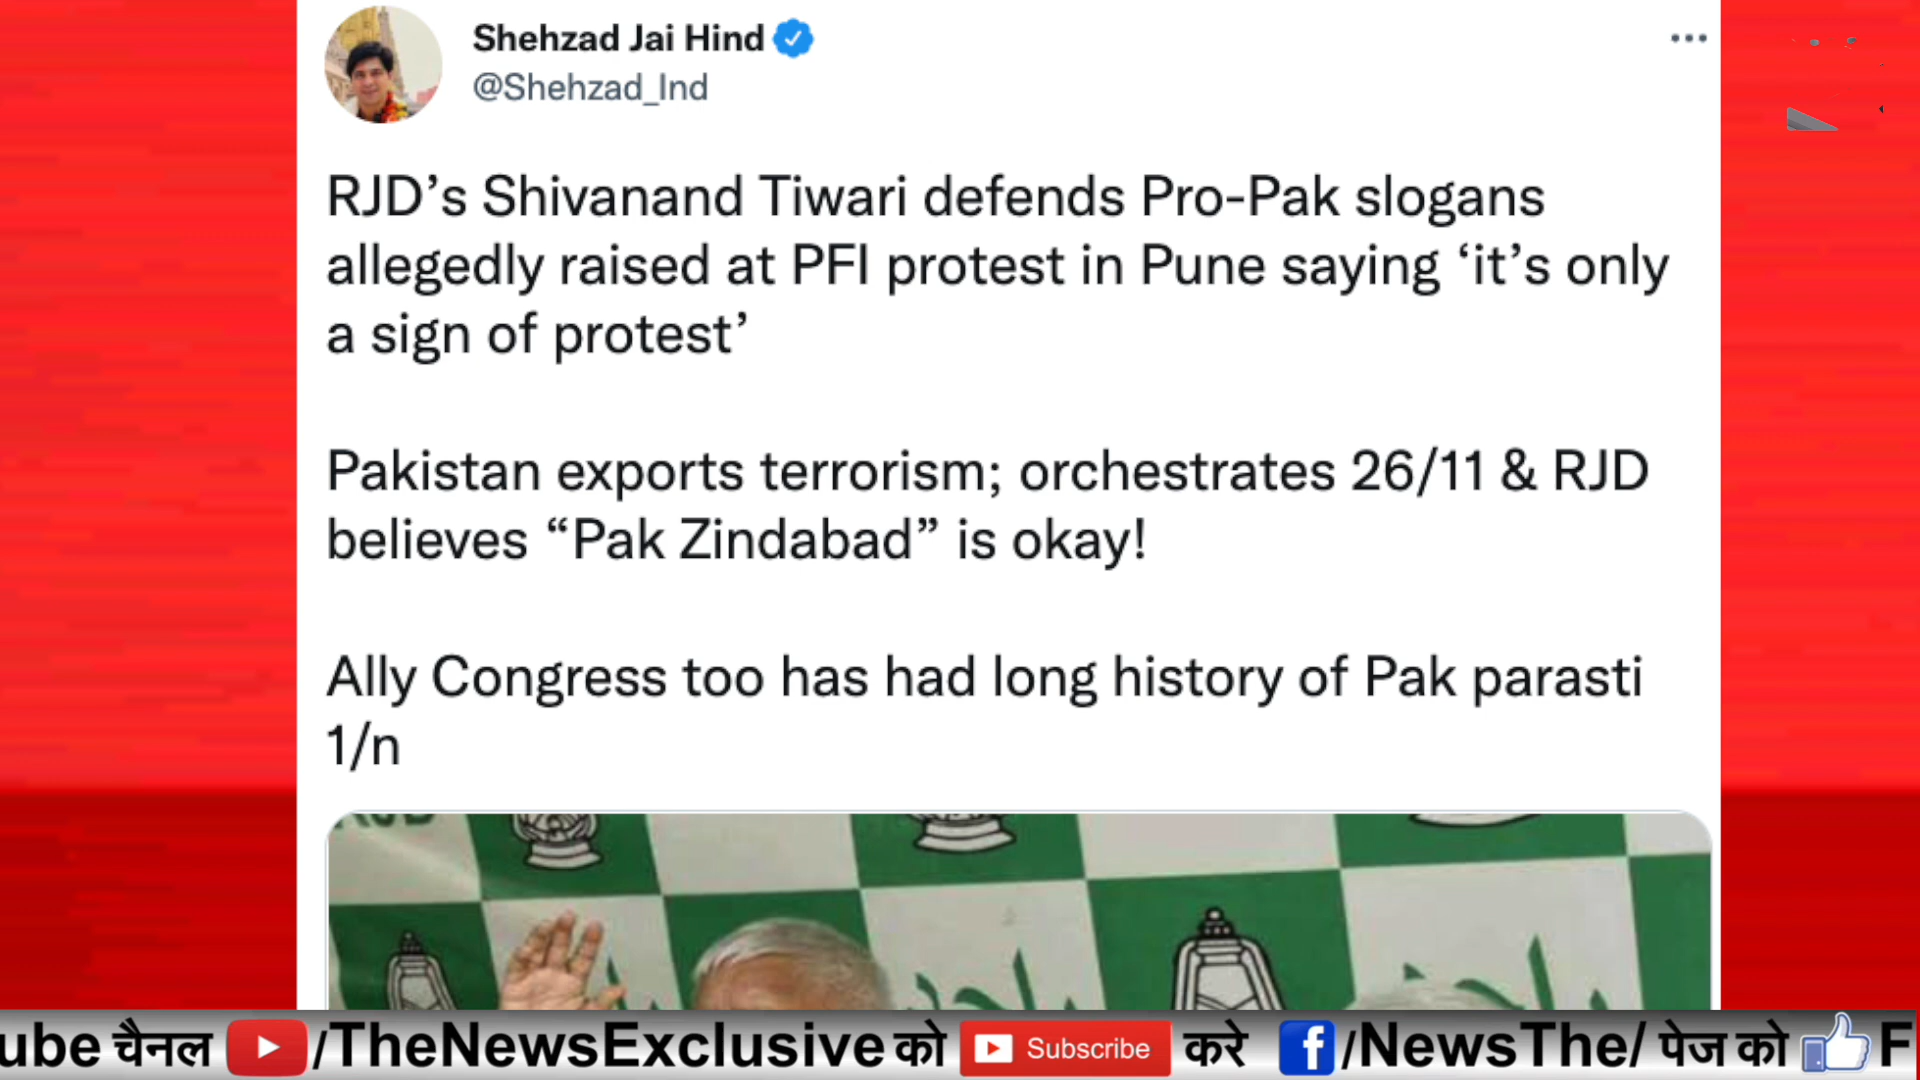 Shehzad Jai Hind
@Shehzad_Ind
RJD’s Shivanand Tiwari defends Pro-Pak slogans
allegedly raised at PFI protest in Pune saying ‘it’s only
a sign of protest’
Pakistan exports terrorism; orchestrates 26/11 & RJD
believes “Pak Zindabad” is okay!
Ally Congress too has had long history of Pak parasti
1/n
ube चैनल /TheNewsExclusive को Subscribe करे f/NewsThe/ पेज को F